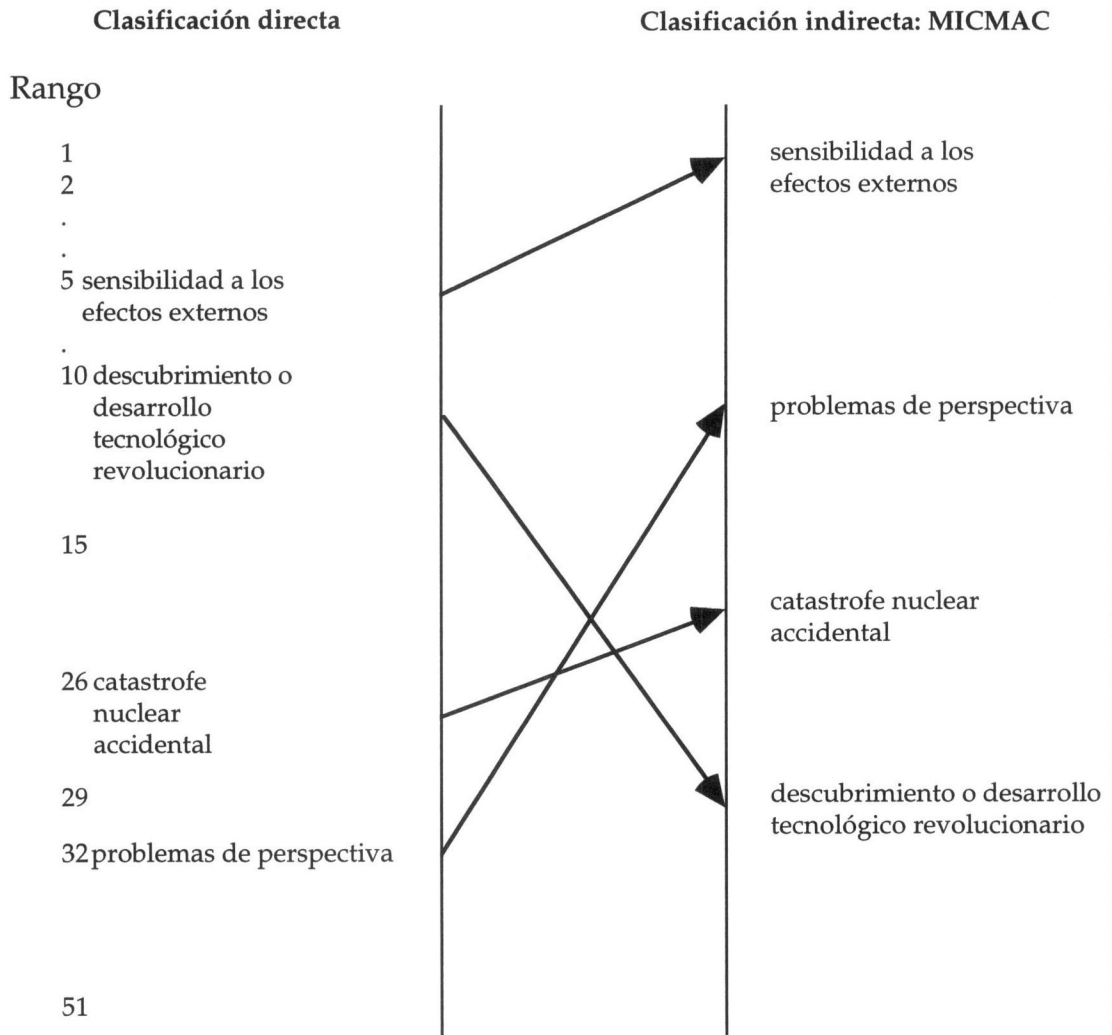 Clasificación directa
Clasificación indirecta: MICMAC
Rango
1
2
.
.
5 sensibilidad a los
efectos externos
.
10 descubrimiento o
desarrollo
tecnológico
revolucionario
15
26 catastrofe
nuclear
accidental
29
32 problemas de perspectiva
51
sensibilidad a los
efectos externos
problemas de perspectiva
catastrofe nuclear
accidental
descubrimiento o desarrollo
tecnológico revolucionario